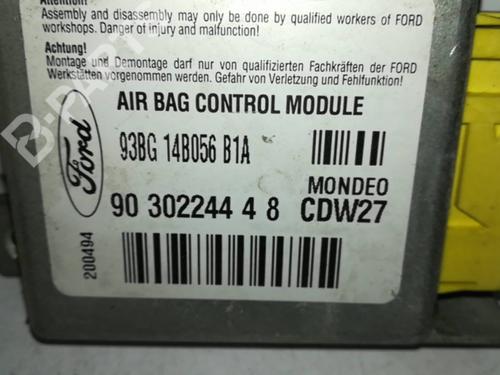 Attention!
Assembly and disassembly may only be done by qualified workers of FORD
workshops. Danger of injury and malfunction!
Achtung!
Montage und Demontage darf nur von qualifizierten Fachkräften der FORD
Werkstätten vorgenommen werden. Gefahr von Verletzung und Fehlfunktion!
AIR BAG CONTROL MODULE
Ford
93BG 14B056 B1A
MONDEO
90 302244 4 8 CDW27
200494
B-PARTS